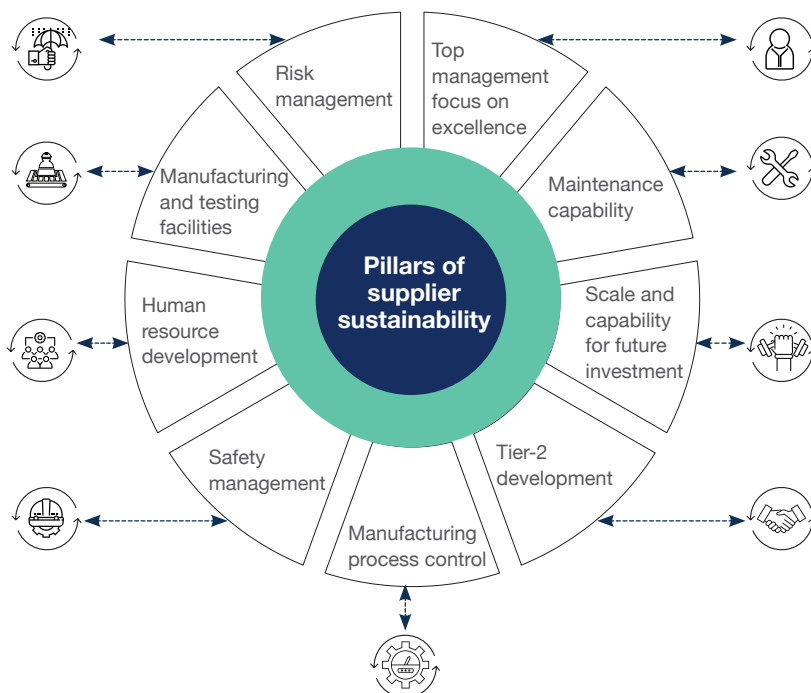 Pillars of
supplier
sustainability
Top
management
focus on
excellence
Maintenance
capability
Scale and
capability
for future
investment
Tier-2
development
Manufacturing
process control
Safety
management
Human
resource
development
Manufacturing
and testing
facilities
Risk
management